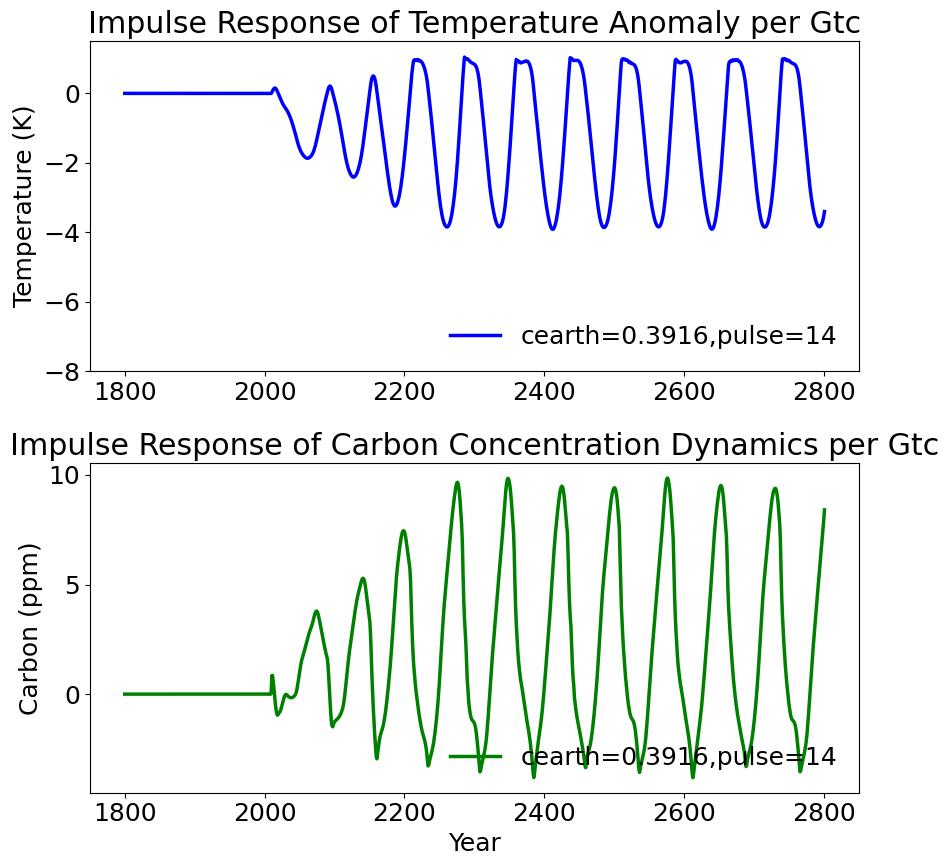 Impulse Response of Temperature Anomaly per Gtc
Temperature (K)
0
−2
−4
−6
−8
cearth=0.3916,pulse=14
1800 2000 2200 2400 2600 2800
Impulse Response of Carbon Concentration Dynamics per Gtc
Carbon (ppm)
10
5
0
cearth=0.3916,pulse=14
1800 2000 2200 2400 2600 2800
Year